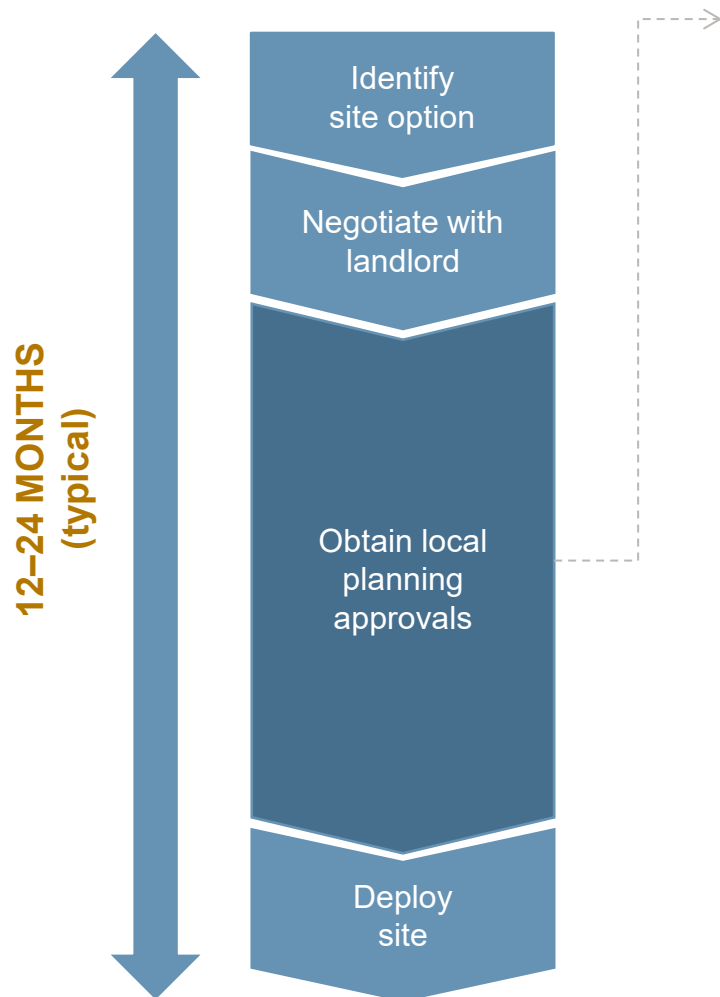 Identify
site option
Negotiate with
landlord
12–24 MONTHS
(typical)
Obtain local
planning
approvals
Deploy
site